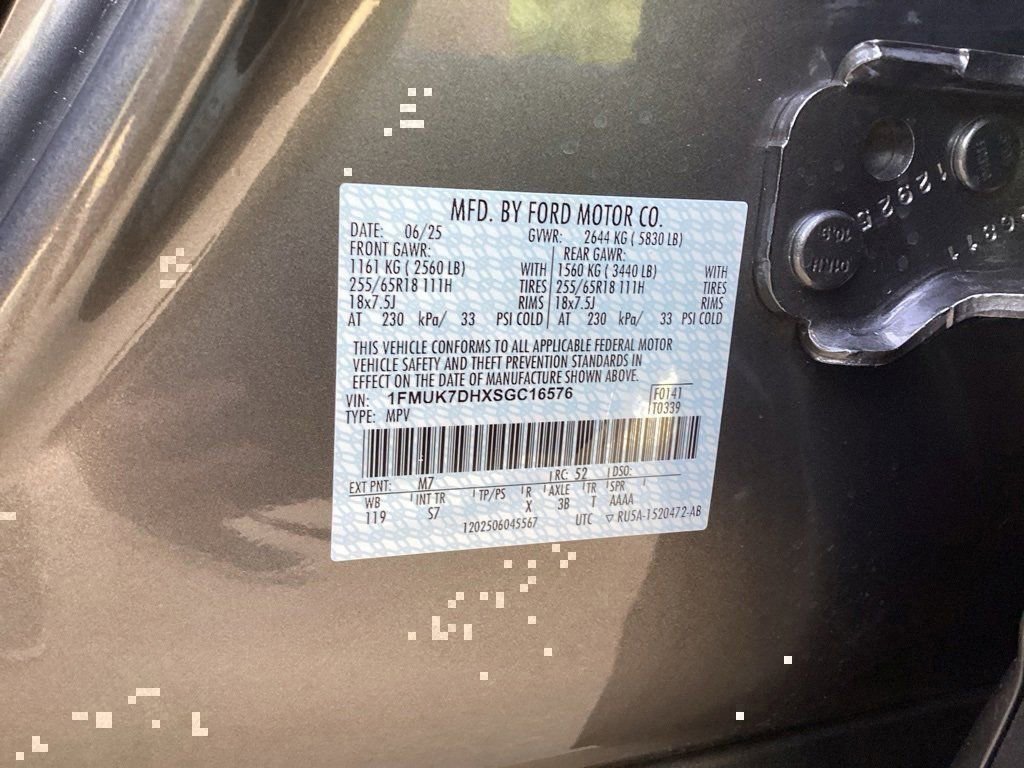 MFD. BY FORD MOTOR CO.
DATE: 06/25 GVWR: 2644 KG ( 5830 LB)
FRONT GAWR: REAR GAWR:
1161 KG ( 2560 LB) WITH 1560 KG ( 3440 LB) WITH
255/65R18 111H TIRES 255/65R18 111H TIRES
18x7.5J RIMS 18x7.5J RIMS
AT 230 kPa/ 33 PSI COLD AT 230 kPa/ 33 PSI COLD
THIS VEHICLE CONFORMS TO ALL APPLICABLE FEDERAL MOTOR
VEHICLE SAFETY AND THEFT PREVENTION STANDARDS IN
EFFECT ON THE DATE OF MANUFACTURE SHOWN ABOVE.
VIN: 1FMUK7DHXSGC16576 F0141
TYPE: MPV T0339
EXT PNT: M7 RC: 52 DSO:
WB INT TR TP/PS R AXLE TR SPR
119 S7 X 3B T AAAA
1202506045567 UTC ▽ RU5A-1520472-AB
12925
10.9